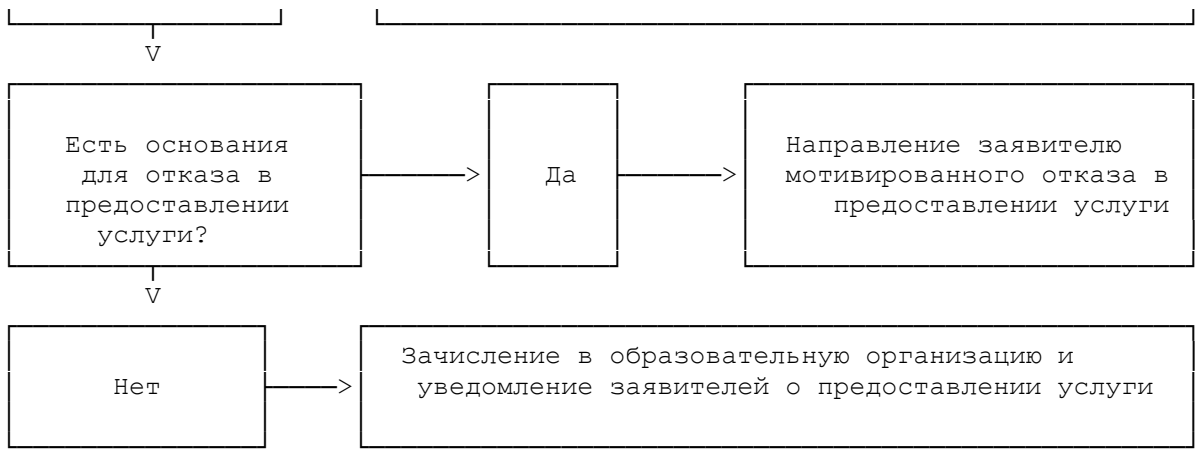 V
Есть основания
для отказа в
предоставлении
услуги?
Да
Направление заявителю
мотивированного отказа в
предоставлении услуги
V
Нет
Зачисление в образовательную организацию и
уведомление заявителей о предоставлении услуги